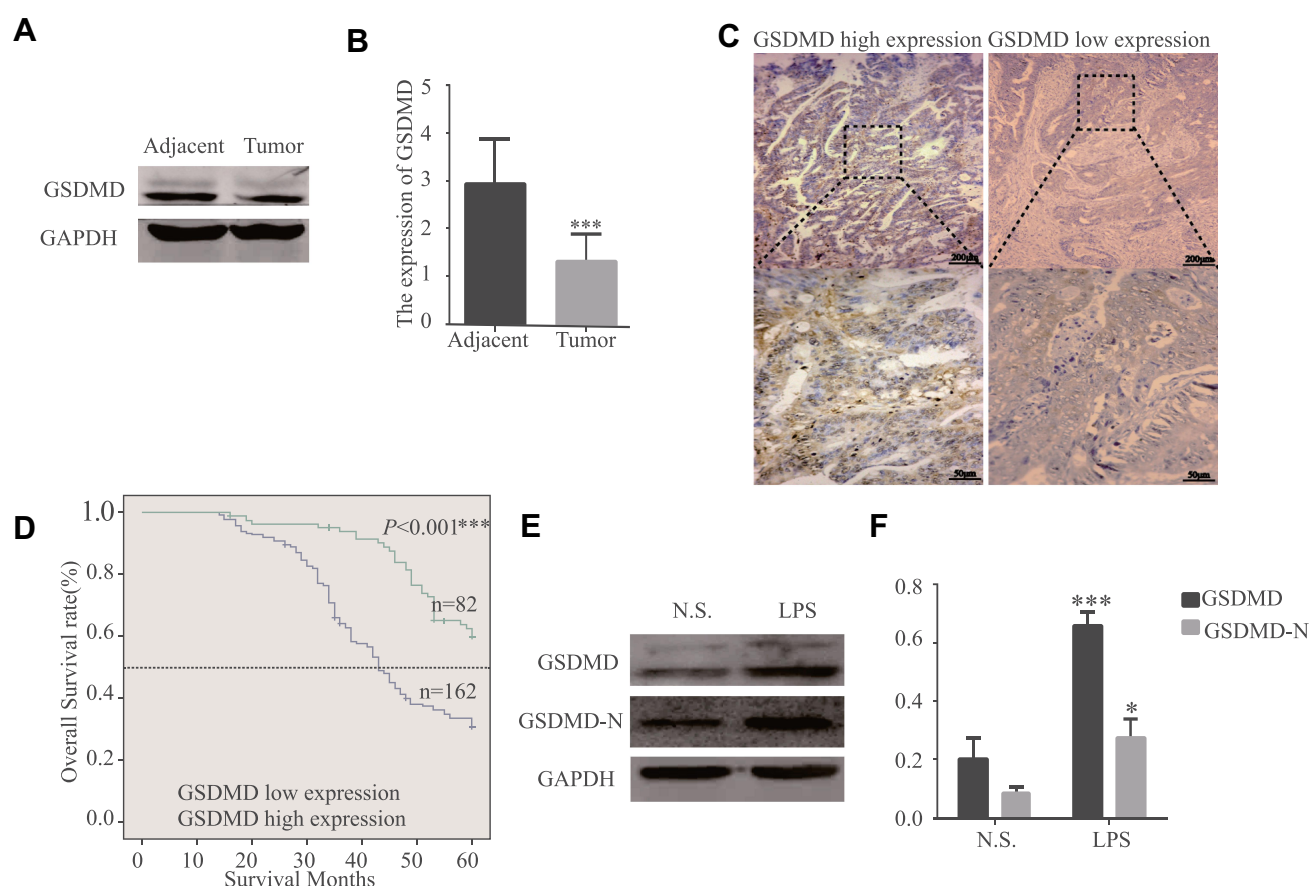 A
Adjacent Tumor
GSDMD
GAPDH
B
The expression of GSDMD
5
4
3
2
1
0
***
Adjacent Tumor
C
GSDMD high expression GSDMD low expression
200μm 200μm
50μm 50μm
D
Overall Survival rate(%)
1.0
0.8
0.6
0.4
0.2
0.0
P<0.001***
n=82
n=162
GSDMD low expression
GSDMD high expression
0 10 20 30 40 50 60
Survival Months
E
N.S. LPS
GSDMD
GSDMD-N
GAPDH
F
0.8
0.6
0.4
0.2
0.0
***
*
N.S. LPS
GSDMD
GSDMD-N